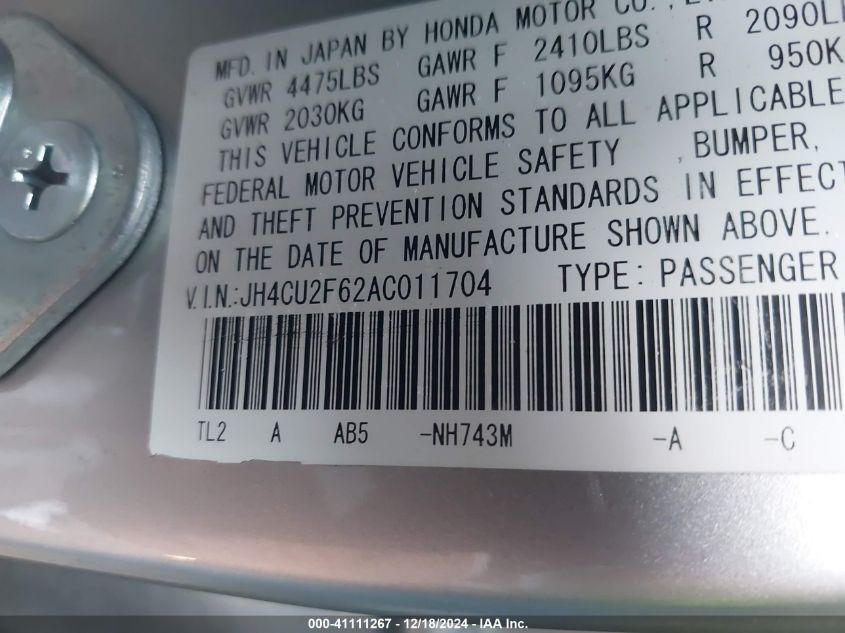 MFD. IN JAPAN BY HONDA MOTOR CO.,
GVWR 4475LBS GAWR F 2410LBS R 2090LB
GVWR 2030KG GAWR F 1095KG R 950K
THIS VEHICLE CONFORMS TO ALL APPLICABLE
FEDERAL MOTOR VEHICLE SAFETY , BUMPER,
AND THEFT PREVENTION STANDARDS IN EFFECT
ON THE DATE OF MANUFACTURE SHOWN ABOVE.
V.I.N.:JH4CU2F62AC011704 TYPE: PASSENGER
TL2 A AB5 -NH743M -A -C
000-41111267 - 12/18/2024 - IAA Inc.